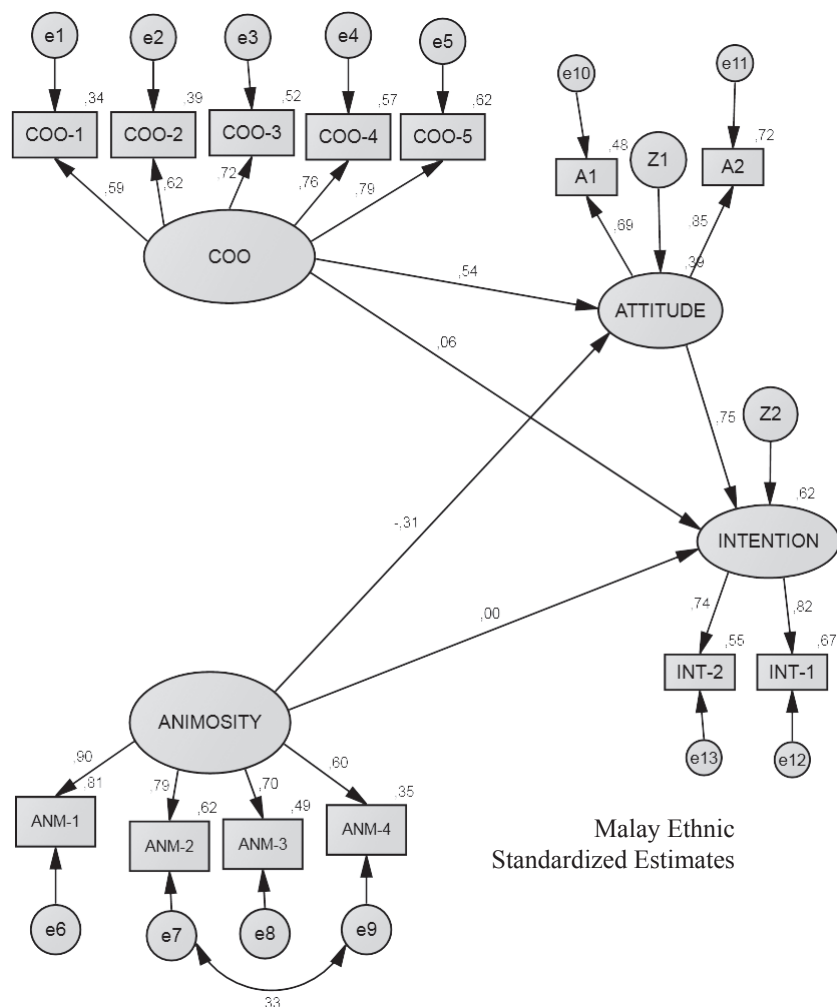 e1
e2
e3
e4
e5
e10
e11
,34
,39
,52
,57
,62
COO-1
COO-2
COO-3
COO-4
COO-5
,48
,72
A1
Z1
A2
,59
,62
,72
,76
,79
,69
,85
COO
,54
,39
ATTITUDE
,06
,75
Z2
-,31
,62
INTENTION
,00
,74
,82
,55
,67
INT-2
INT-1
ANIMOSITY
e13
e12
,90
,81
,79
,70
,60
,62
,49
,35
ANM-1
ANM-2
ANM-3
ANM-4
Malay Ethnic
Standardized Estimates
e6
e7
e8
e9
,33